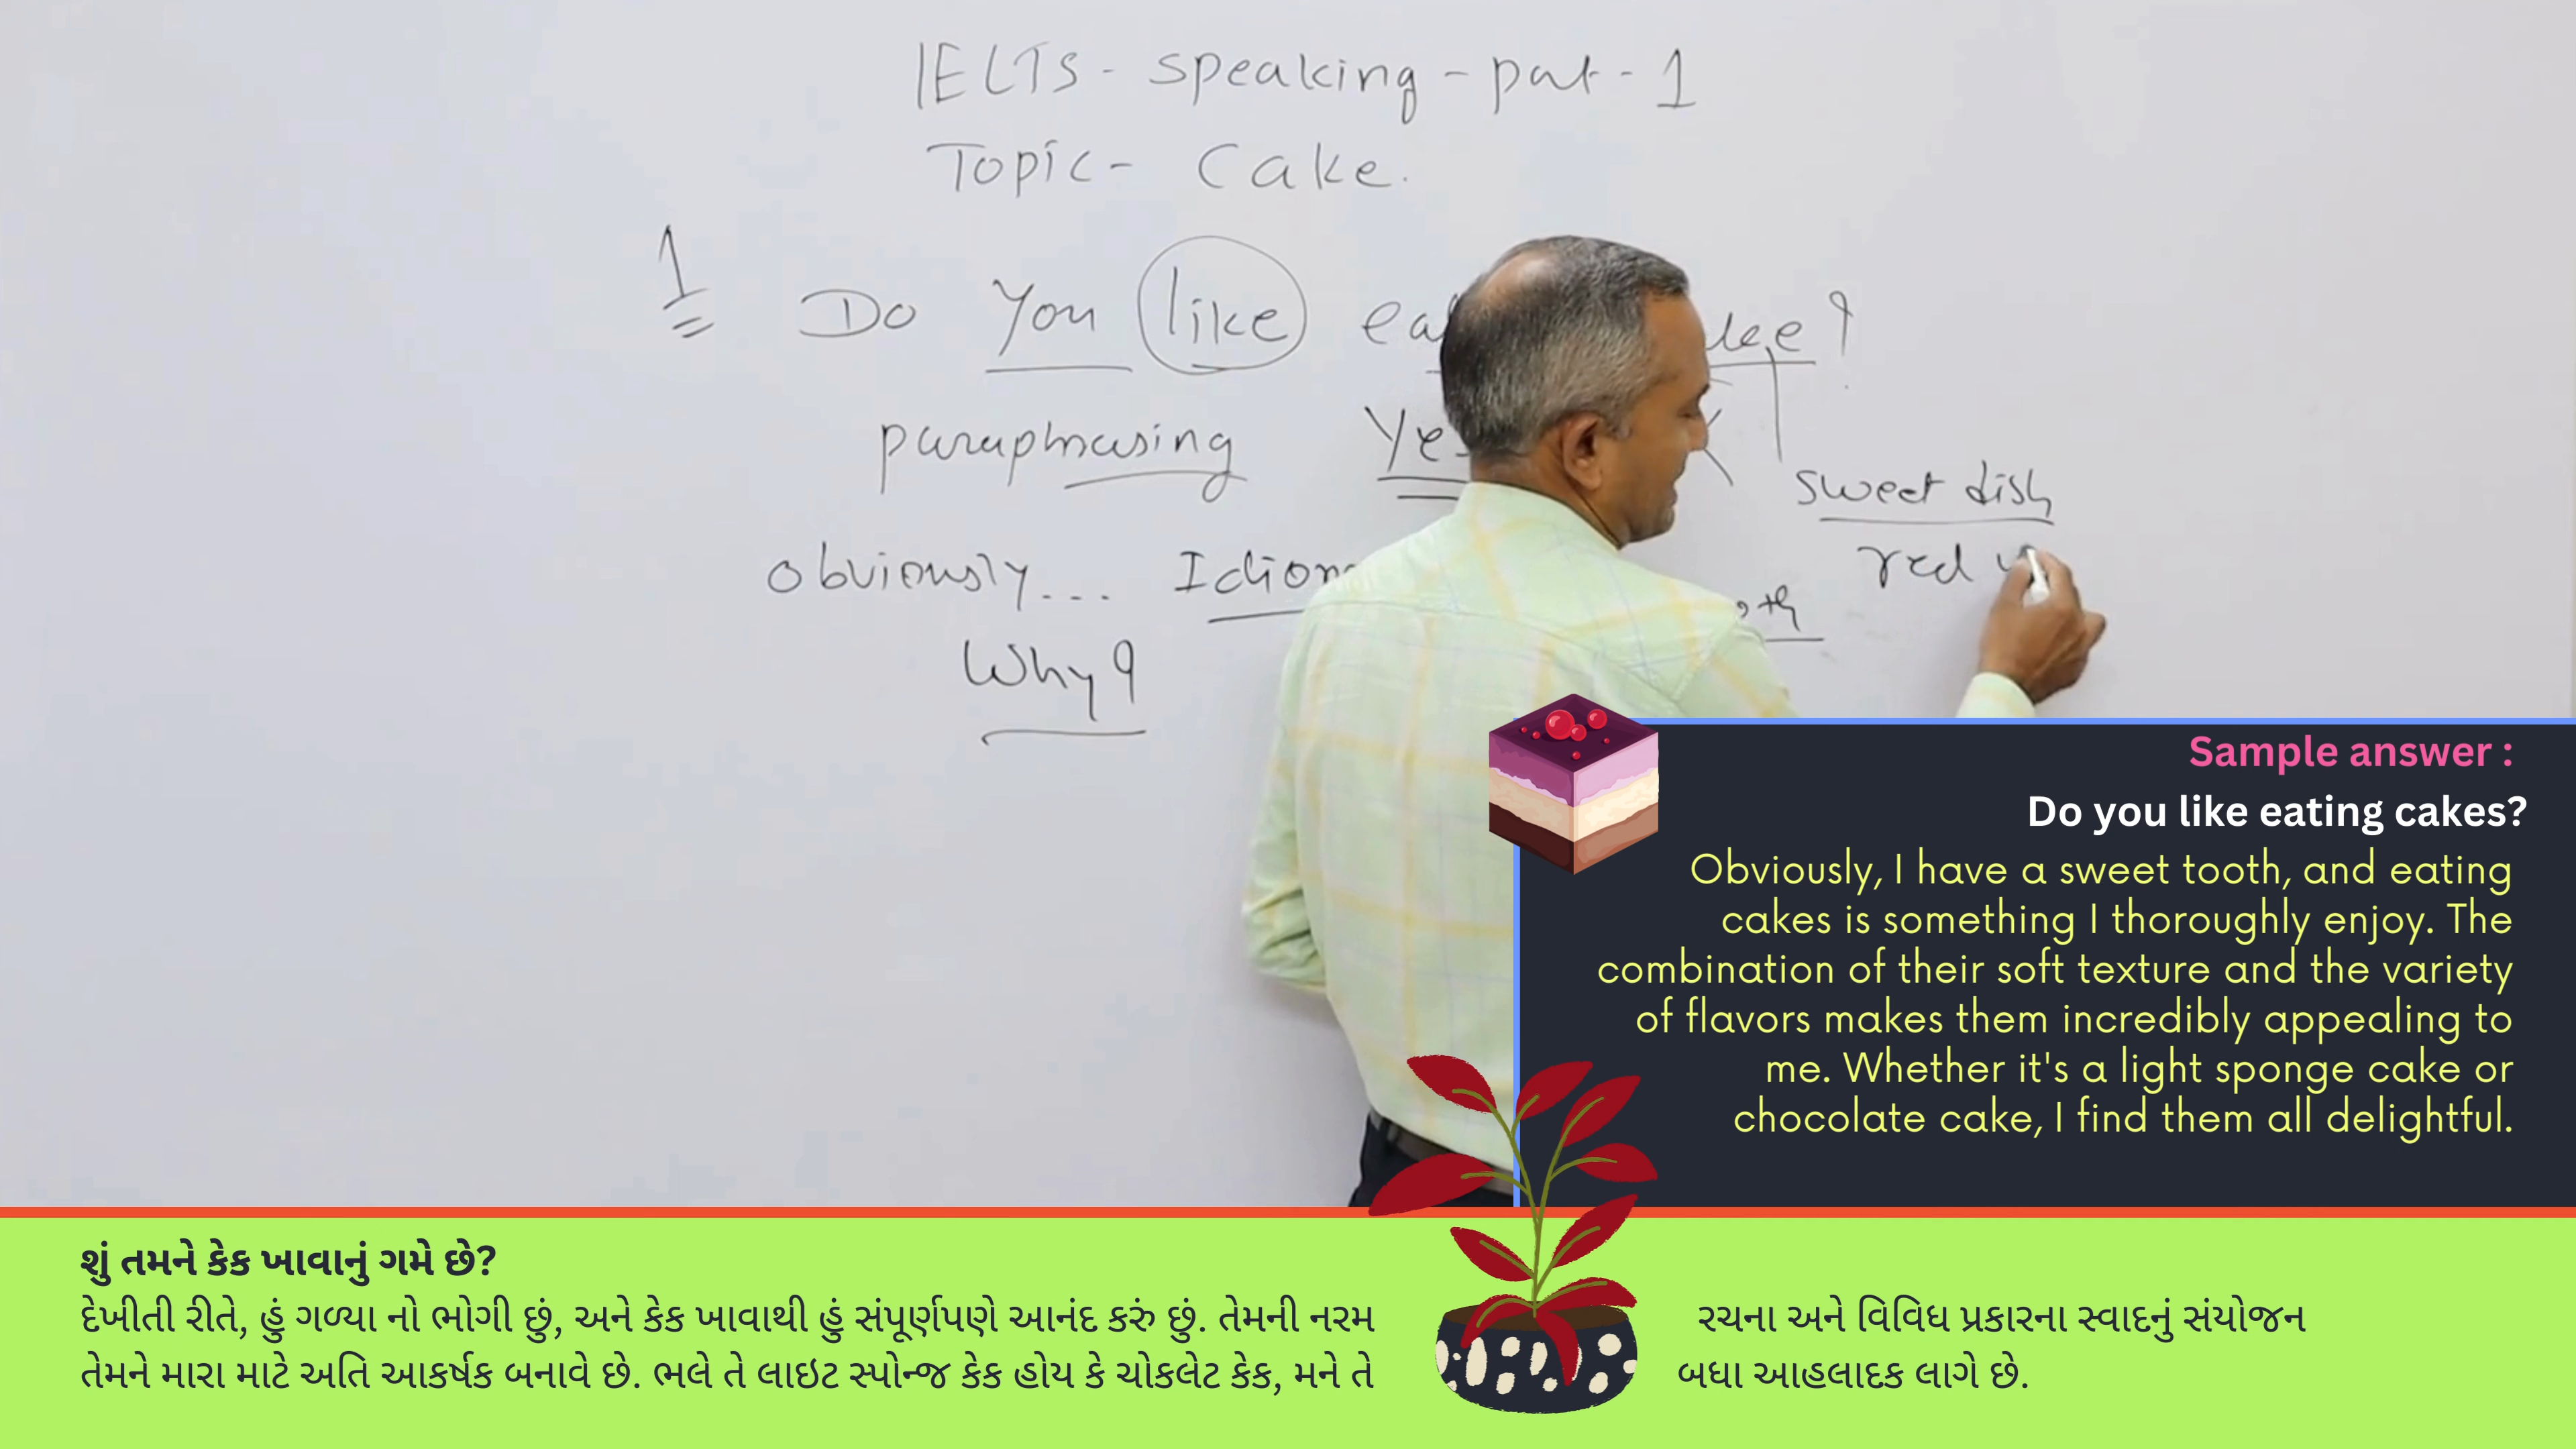 IELTS - speaking - part - 1
Topic - Cake.
1 Do you like cake?
paraphrasing Yes
sweet dish
obviously... Idiom red
Why?
Sample answer :
Do you like eating cakes?
Obviously, I have a sweet tooth, and eating
cakes is something I thoroughly enjoy. The
combination of their soft texture and the variety
of flavors makes them incredibly appealing to
me. Whether it's a light sponge cake or
chocolate cake, I find them all delightful.
શું તમને કેક ખાવાનું ગમે છે?
દેખીતી રીતે, હું ગળ્યા નો ભોગી છું, અને કેક ખાવાથી હું સંપૂર્ણપણે આનંદ કરું છું. તેમની નરમ રચના અને વિવિધ પ્રકારના સ્વાદનું સંયોજન
તેમને મારા માટે અતિ આકર્ષક બનાવે છે. ભલે તે લાઇટ સ્પોન્જ કેક હોય કે ચોકલેટ કેક, મને તે બધા આહલાદક લાગે છે.